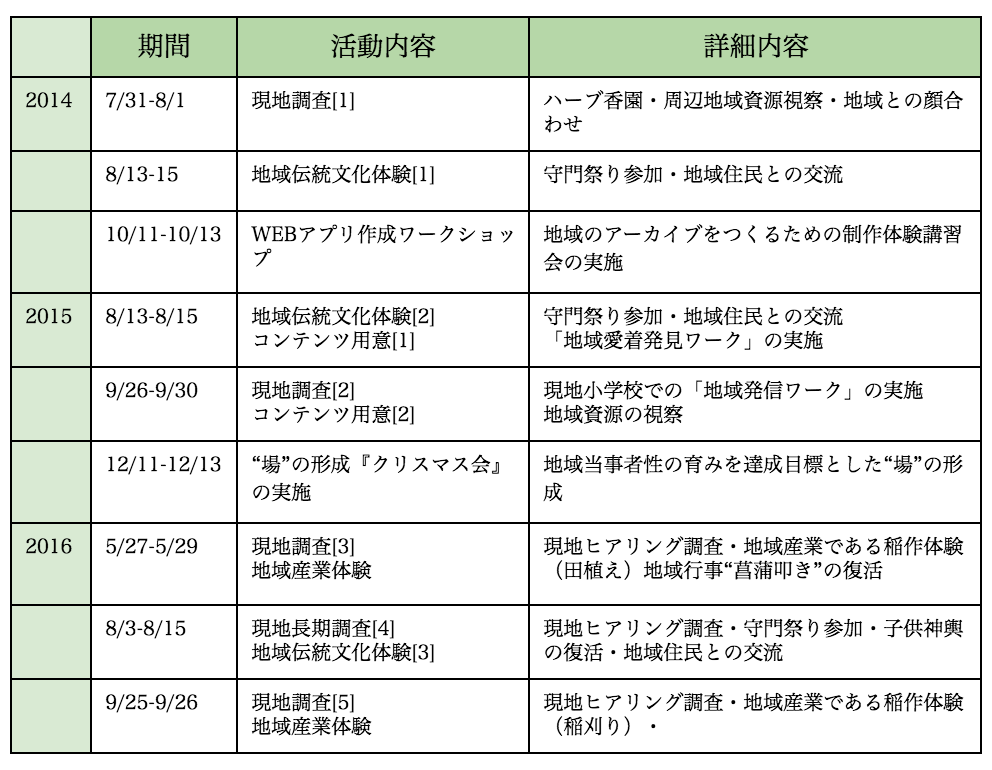 期間 活動内容 詳細内容
2014 7/31-8/1 現地調査[1] ハーブ香園・周辺地域資源視察・地域との顔合
わせ
8/13-15 地域伝統文化体験[1] 守門祭り参加・地域住民との交流
10/11-10/13 WEBアプリ作成ワークショッ 地域のアーカイブをつくるための制作体験講習
プ 会の実施
2015 8/13-8/15 地域伝統文化体験[2] 守門祭り参加・地域住民との交流
コンテンツ用意[1] 「地域愛着発見ワーク」の実施
9/26-9/30 現地調査[2] 現地小学校での「地域発信ワーク」の実施
コンテンツ用意[2] 地域資源の視察
12/11-12/13 “場”の形成『クリスマス会』 地域当事者性の育みを達成目標とした“場”の形
の実施 成
2016 5/27-5/29 現地調査[3] 現地ヒアリング調査・地域産業である稲作体験
地域産業体験 （田植え）地域行事“菖蒲叩き”の復活
8/3-8/15 現地長期調査[4] 現地ヒアリング調査・守門祭り参加・子供神輿
地域伝統文化体験[3] の復活・地域住民との交流
9/25-9/26 現地調査[5] 現地ヒアリング調査・地域産業である稲作体験
地域産業体験 （稲刈り）・